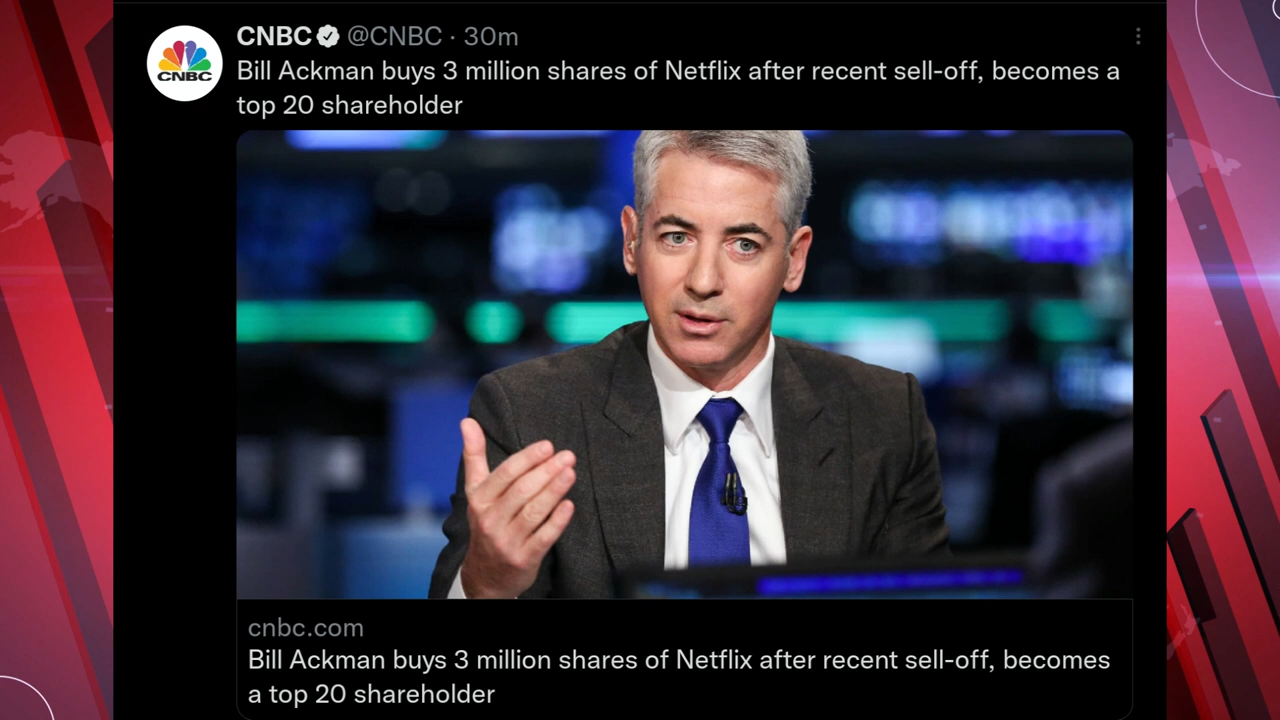 CNBC @CNBC · 30m
Bill Ackman buys 3 million shares of Netflix after recent sell-off, becomes a
top 20 shareholder
CNBC
cnbc.com
Bill Ackman buys 3 million shares of Netflix after recent sell-off, becomes
a top 20 shareholder